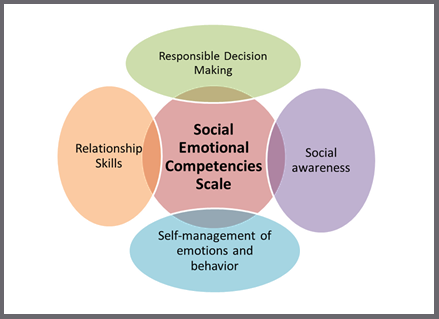 Responsible Decision
Making
Relationship
Skills
Social
Emotional
Competencies
Scale
Social
awareness
Self-management of
emotions and
behavior